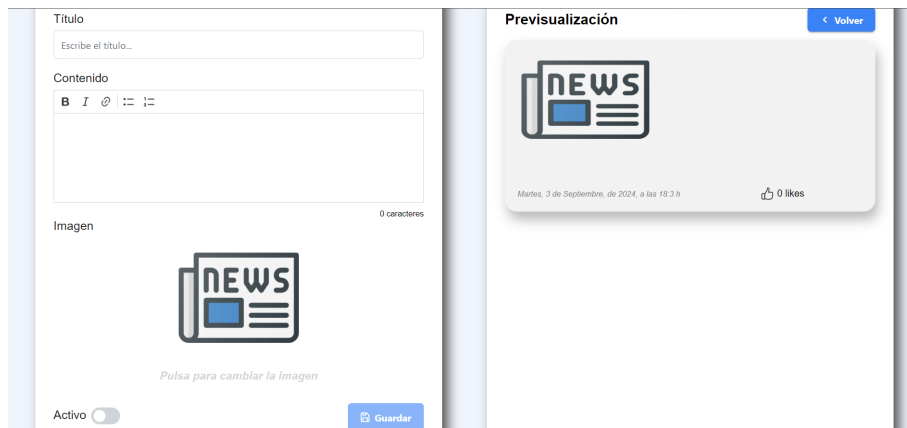 Título
Escribe el título...
Contenido
B I
0 caracteres
Imagen
NEWS
Pulsa para cambiar la imagen
Activo
Guardar
Previsualización
Volver
NEWS
Martes, 3 de Septiembre, de 2024, a las 18:3 h
0 likes